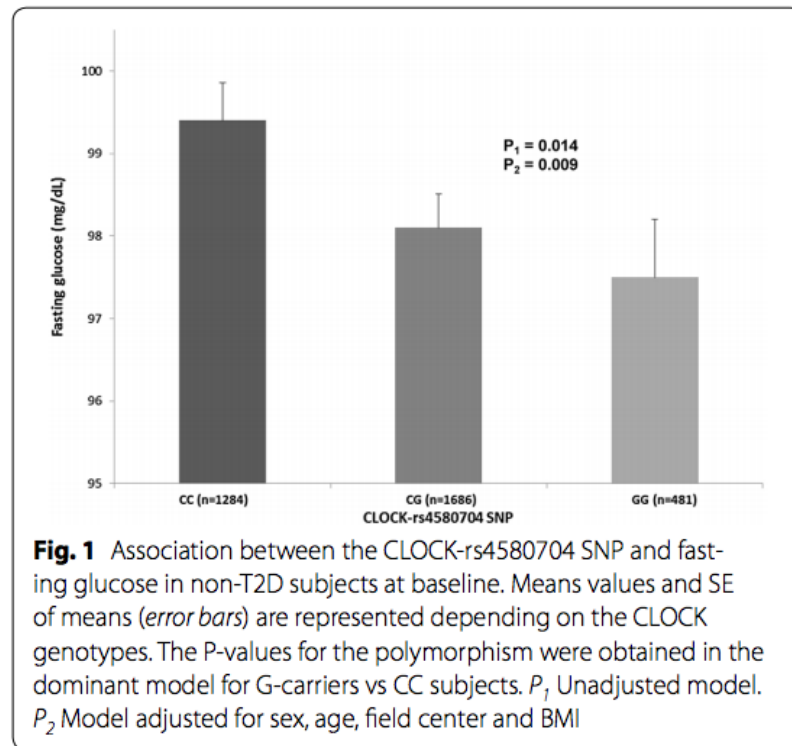 100
99
98
97
96
95
Fasting glucose (mg/dL)
P₁ = 0.014
P₂ = 0.009
CC (n=1284) CG (n=1686) GG (n=481)
CLOCK-rs4580704 SNP
Fig. 1 Association between the CLOCK-rs4580704 SNP and fast-
ing glucose in non-T2D subjects at baseline. Means values and SE
of means (error bars) are represented depending on the CLOCK
genotypes. The P-values for the polymorphism were obtained in the
dominant model for G-carriers vs CC subjects. P₁ Unadjusted model.
P₂ Model adjusted for sex, age, field center and BMI